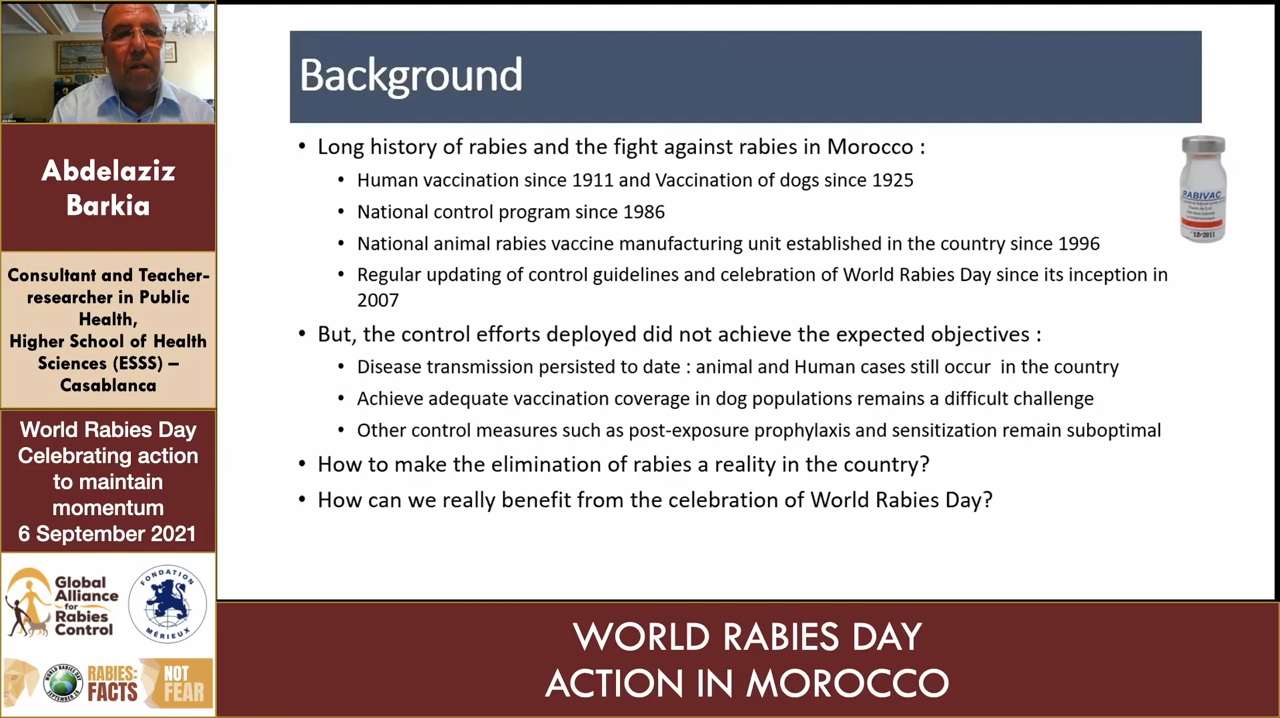 Abdelaziz
Barkia
Consultant and Teacher-
researcher in Public
Health,
Higher School of Health
Sciences (ESSS) –
Casablanca
World Rabies Day
Celebrating action
to maintain
momentum
6 September 2021
Global
Alliance
for
Rabies
Control
FONDATION
MÉRIEUX
WORLD RABIES DAY
RABIES:
FACTS
NOT
FEAR
Background
• Long history of rabies and the fight against rabies in Morocco :
• Human vaccination since 1911 and Vaccination of dogs since 1925
• National control program since 1986
• National animal rabies vaccine manufacturing unit established in the country since 1996
• Regular updating of control guidelines and celebration of World Rabies Day since its inception in
2007
• But, the control efforts deployed did not achieve the expected objectives :
• Disease transmission persisted to date : animal and Human cases still occur in the country
• Achieve adequate vaccination coverage in dog populations remains a difficult challenge
• Other control measures such as post-exposure prophylaxis and sensitization remain suboptimal
• How to make the elimination of rabies a reality in the country?
• How can we really benefit from the celebration of World Rabies Day?
RABIVAC
WORLD RABIES DAY
ACTION IN MOROCCO